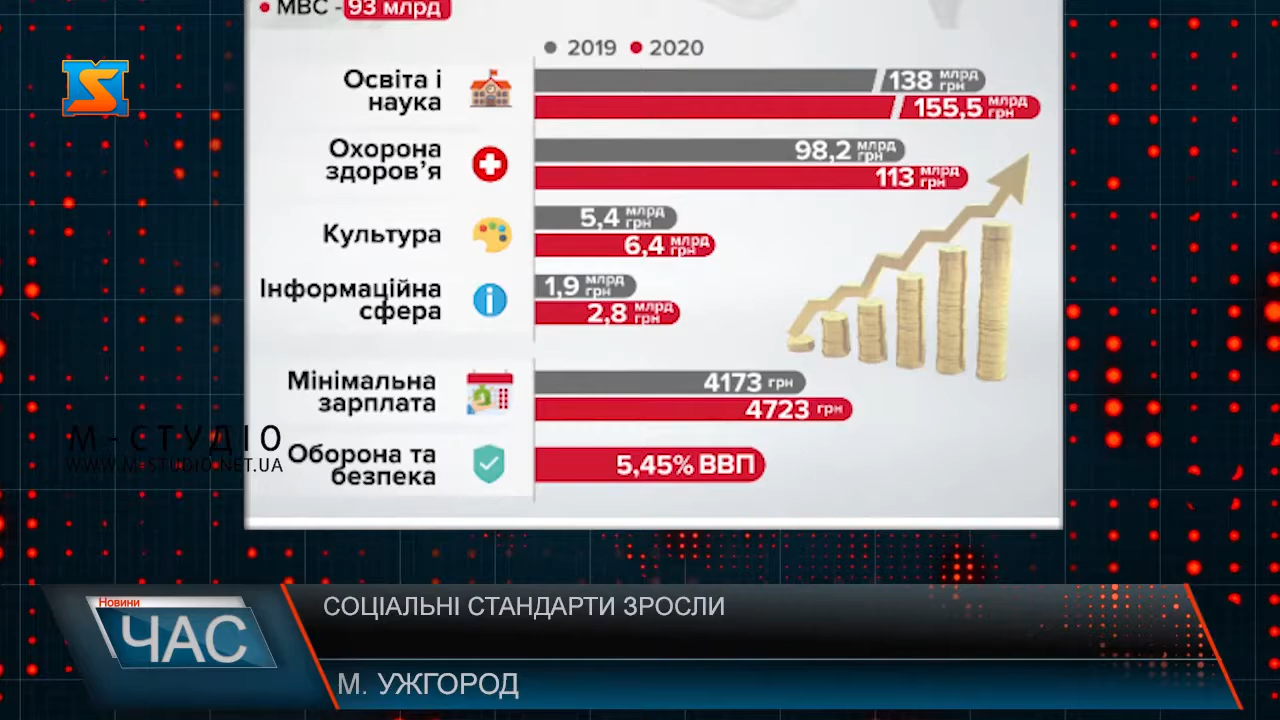 • МВС - 93 млрд
2019 2020
Освіта і наука
138 млрд грн
155,5 млрд грн
Охорона здоров'я
98,2 млрд грн
113 млрд грн
Культура
5,4 млрд грн
6,4 млрд грн
Інформаційна сфера
1,9 млрд грн
2,8 млрд грн
Мінімальна зарплата
4173 грн
4723 грн
М-СТУДІО
WWW.M-STUDIO.NET.UA
Оборона та безпека
5,45% ВВП
Новини
ЧАС
СОЦІАЛЬНІ СТАНДАРТИ ЗРОСЛИ
М. УЖГОРОД